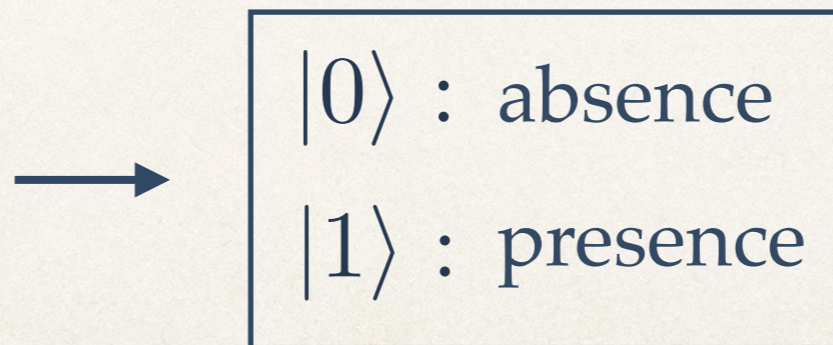 |0⟩ : absence
|1⟩ : presence